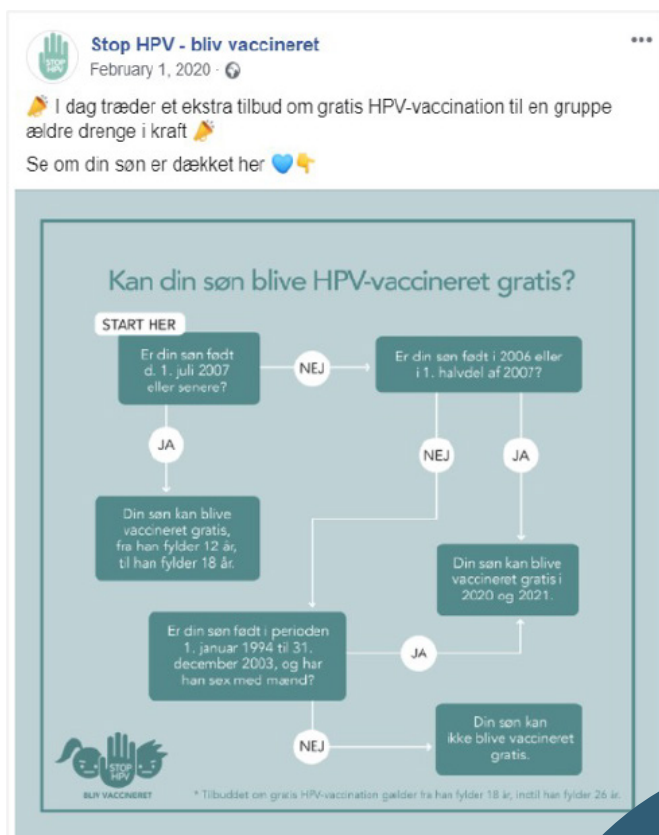 Stop HPV - bliv vaccineret
February 1, 2020 ·
I dag træder et ekstra tilbud om gratis HPV-vaccination til en gruppe
ældre drenge i kraft
Se om din søn er dækket her
Kan din søn blive HPV-vaccineret gratis?
START HER
Er din søn født
d. 1. juli 2007
eller senere?
NEJ
Er din søn født i 2006 eller
i 1. halvdel af 2007?
JA
NEJ
JA
Din søn kan blive
vaccineret gratis,
fra han fylder 12 år,
til han fylder 18 år.
Din søn kan blive
vaccineret gratis i
2020 og 2021.
Er din søn født i perioden
1. januar 1994 til 31.
december 2003, og har
han sex med mænd?
JA
NEJ
Din søn kan
ikke blive vaccineret
gratis.
STOP
HPV
BLIV VACCINERET
* Tilbuddet om gratis HPV-vaccination gælder fra han fylder 18 år, indtil han fylder 26 år.
STOP
HPV